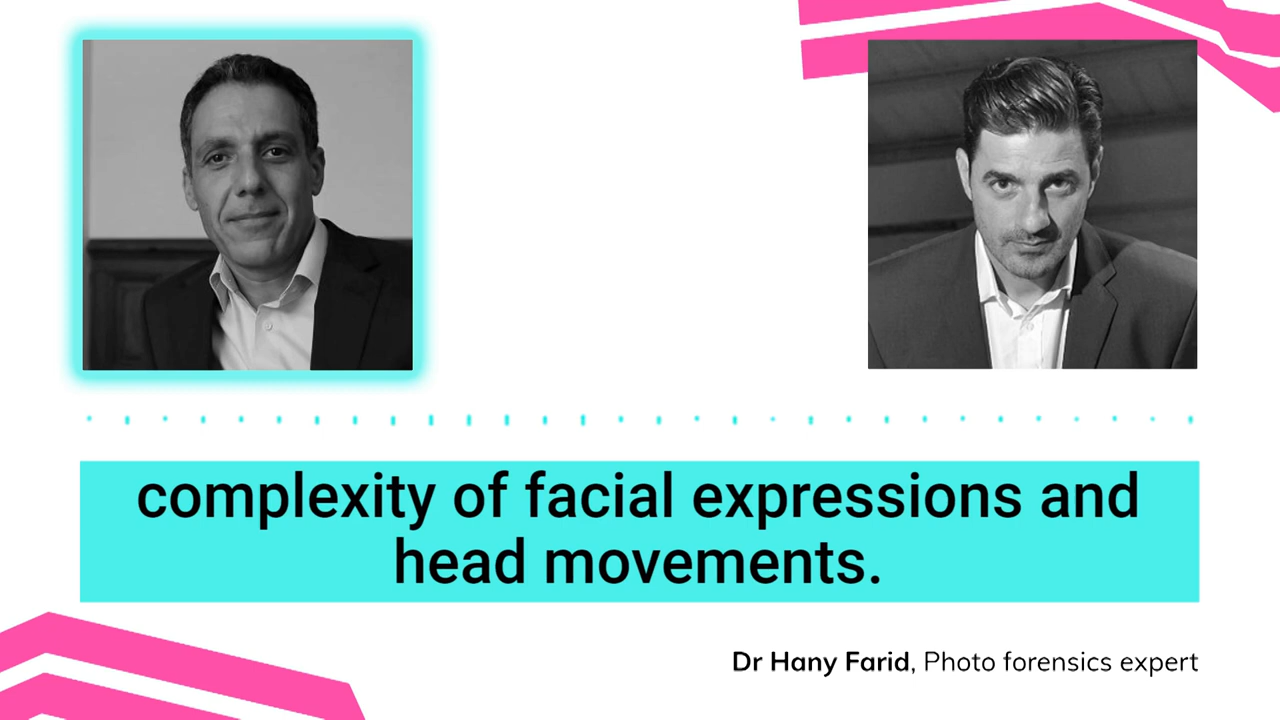 complexity of facial expressions and
head movements.
Dr Hany Farid, Photo forensics expert